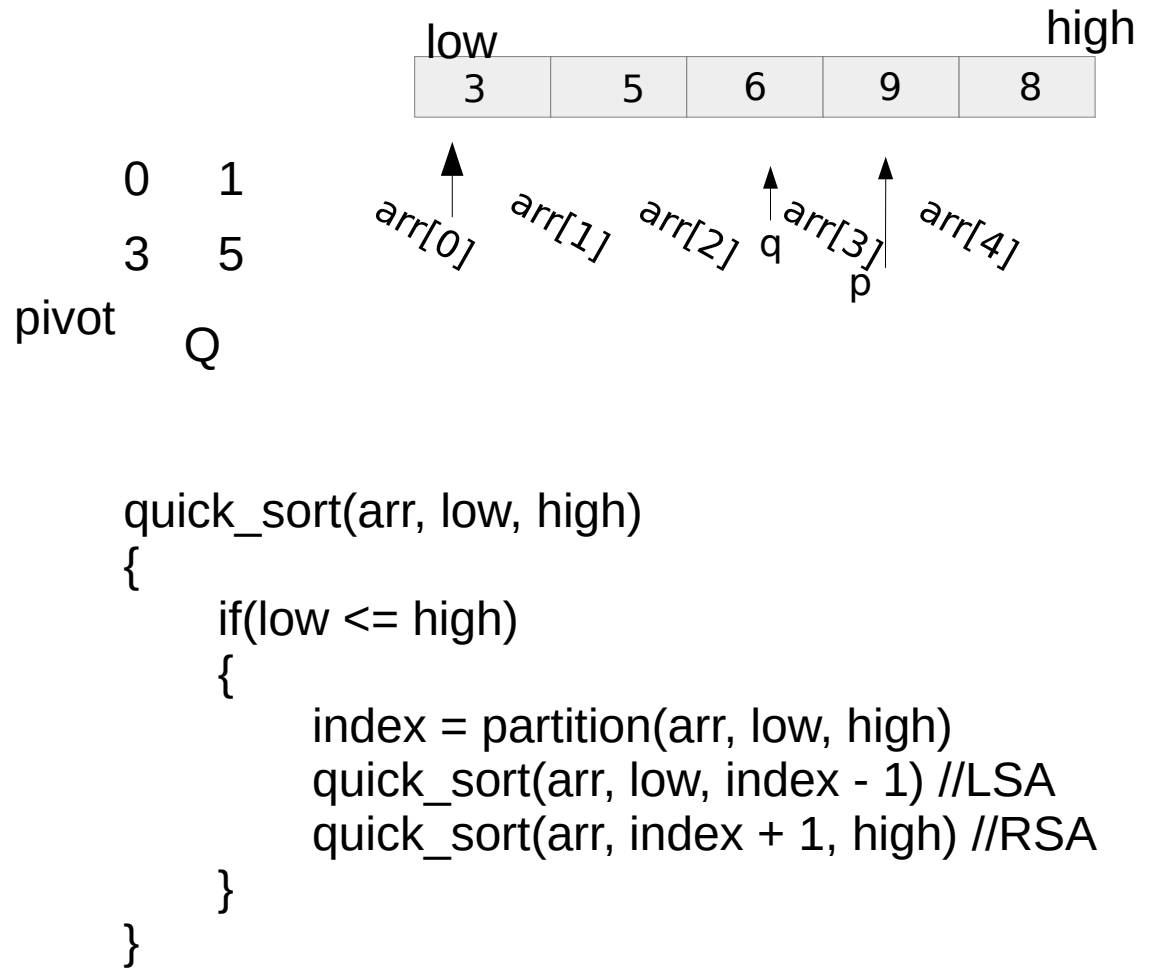 low high
3 5 6 9 8
0 1
arr[0] arr[1] arr[2] q arr[3] arr[4]
3 5
p
pivot
Q
quick_sort(arr, low, high)
{
if(low <= high)
{
index = partition(arr, low, high)
quick_sort(arr, low, index - 1) //LSA
quick_sort(arr, index + 1, high) //RSA
}
}